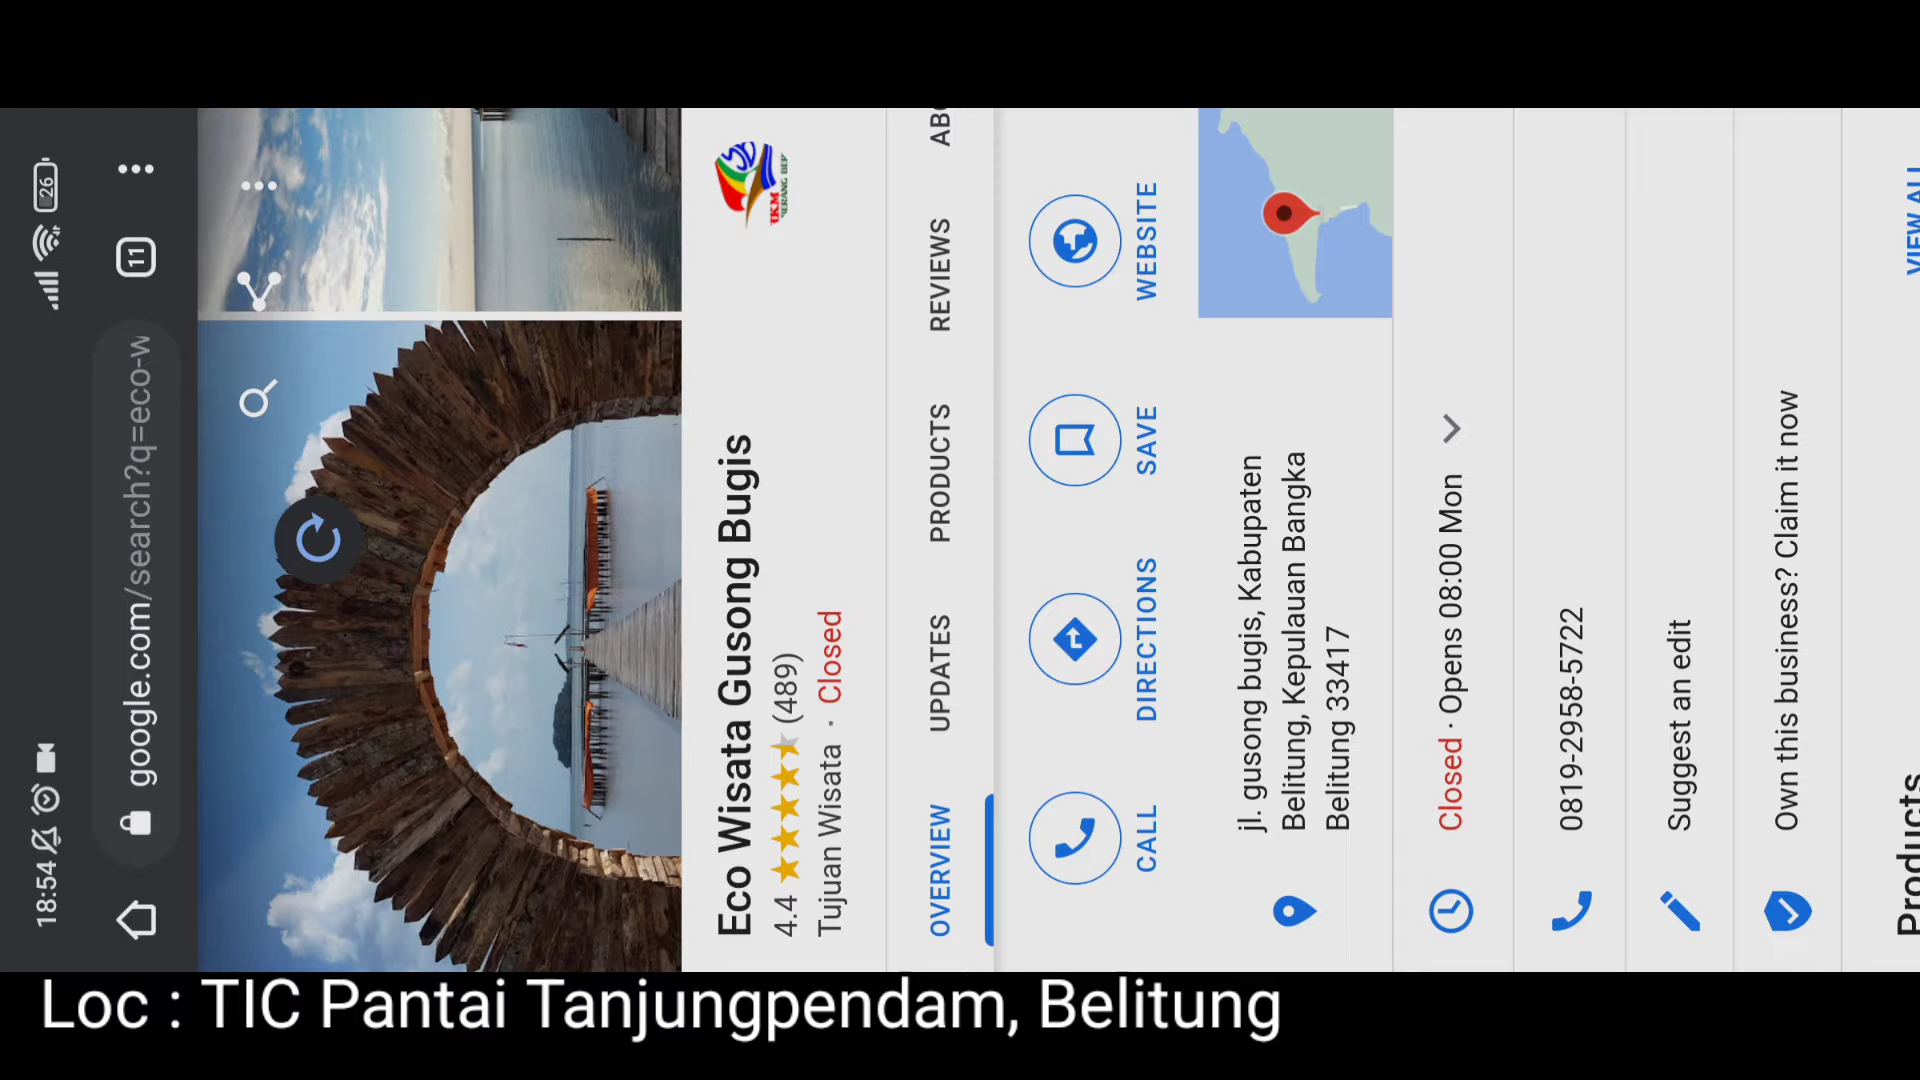 18:54
26
google.com/search?q=eco-w
11
Eco Wisata Gusong Bugis
4.4 (489)
Tujuan Wisata · Closed
OVERVIEW UPDATES PRODUCTS REVIEWS ABO
CALL DIRECTIONS SAVE WEBSITE
jl. gusong bugis, Kabupaten
Belitung, Kepulauan Bangka
Belitung 33417
Closed · Opens 08:00 Mon
0819-2958-5722
Suggest an edit
Own this business? Claim it now
Products VIEW ALL
Loc : TIC Pantai Tanjungpendam, Belitung